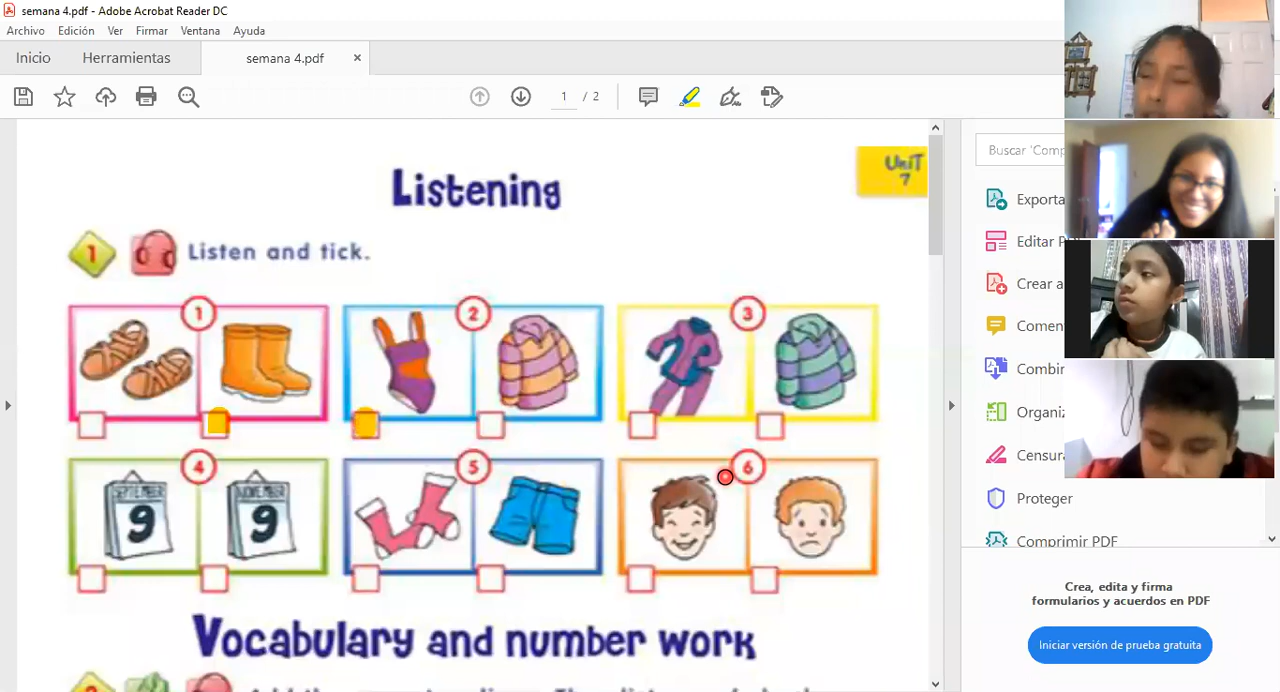 semana 4.pdf - Adobe Acrobat Reader DC
Archivo Edición Ver Firmar Ventana Ayuda
Inicio Herramientas semana 4.pdf ×
1 / 2
Listening
UniT
7
1 Listen and tick.
1 2 3
4 5 6
SEPTEMBER
9
NOVEMBER
9
Vocabulary and number work
Buscar 'Comp
Exporta
Editar PD
Crear a
Comen
Combin
Organiz
Censura
Proteger
Comprimir PDF
Crea, edita y firma
formularios y acuerdos en PDF
Iniciar versión de prueba gratuita